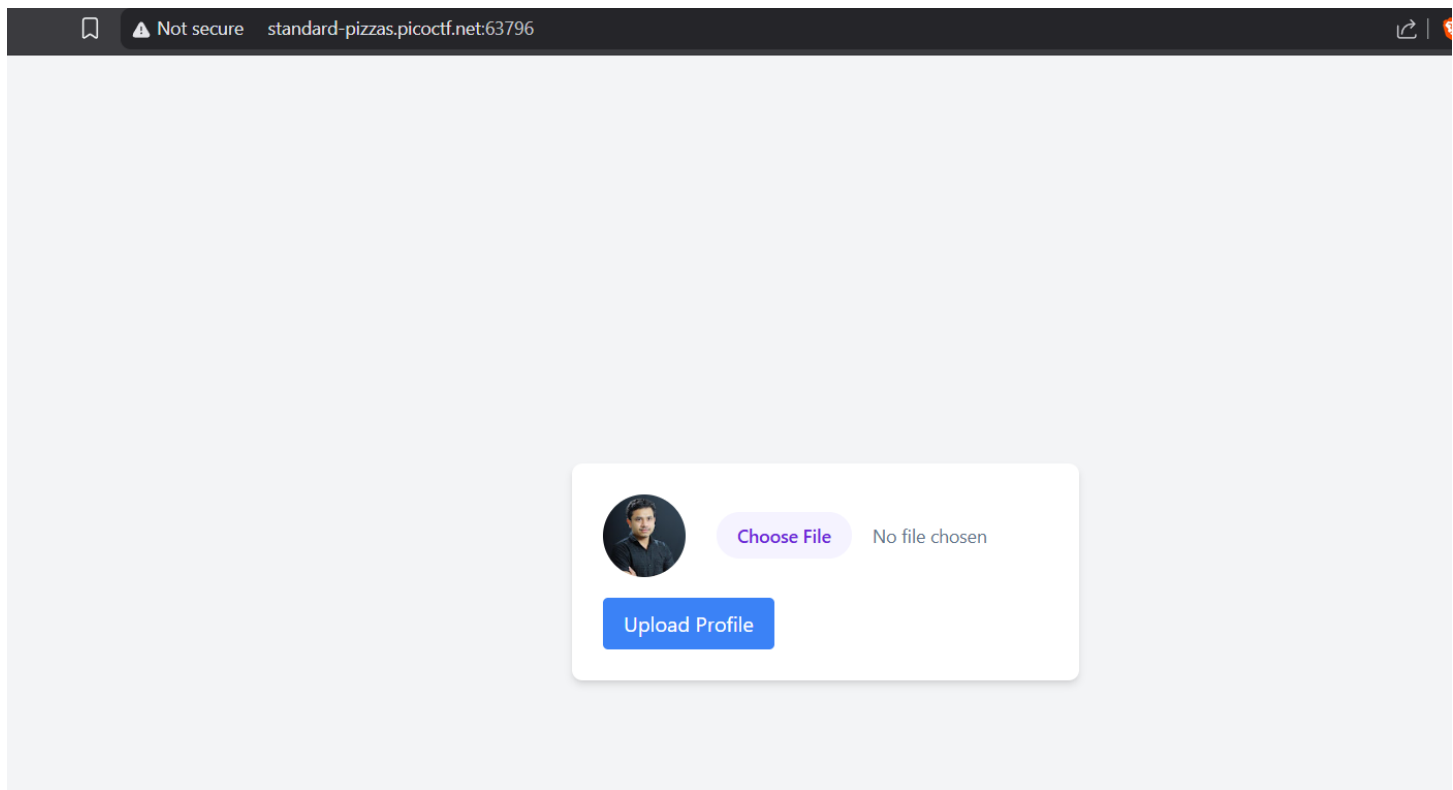 Not secure standard-pizzas.picoctf.net:63796
Choose File No file chosen
Upload Profile